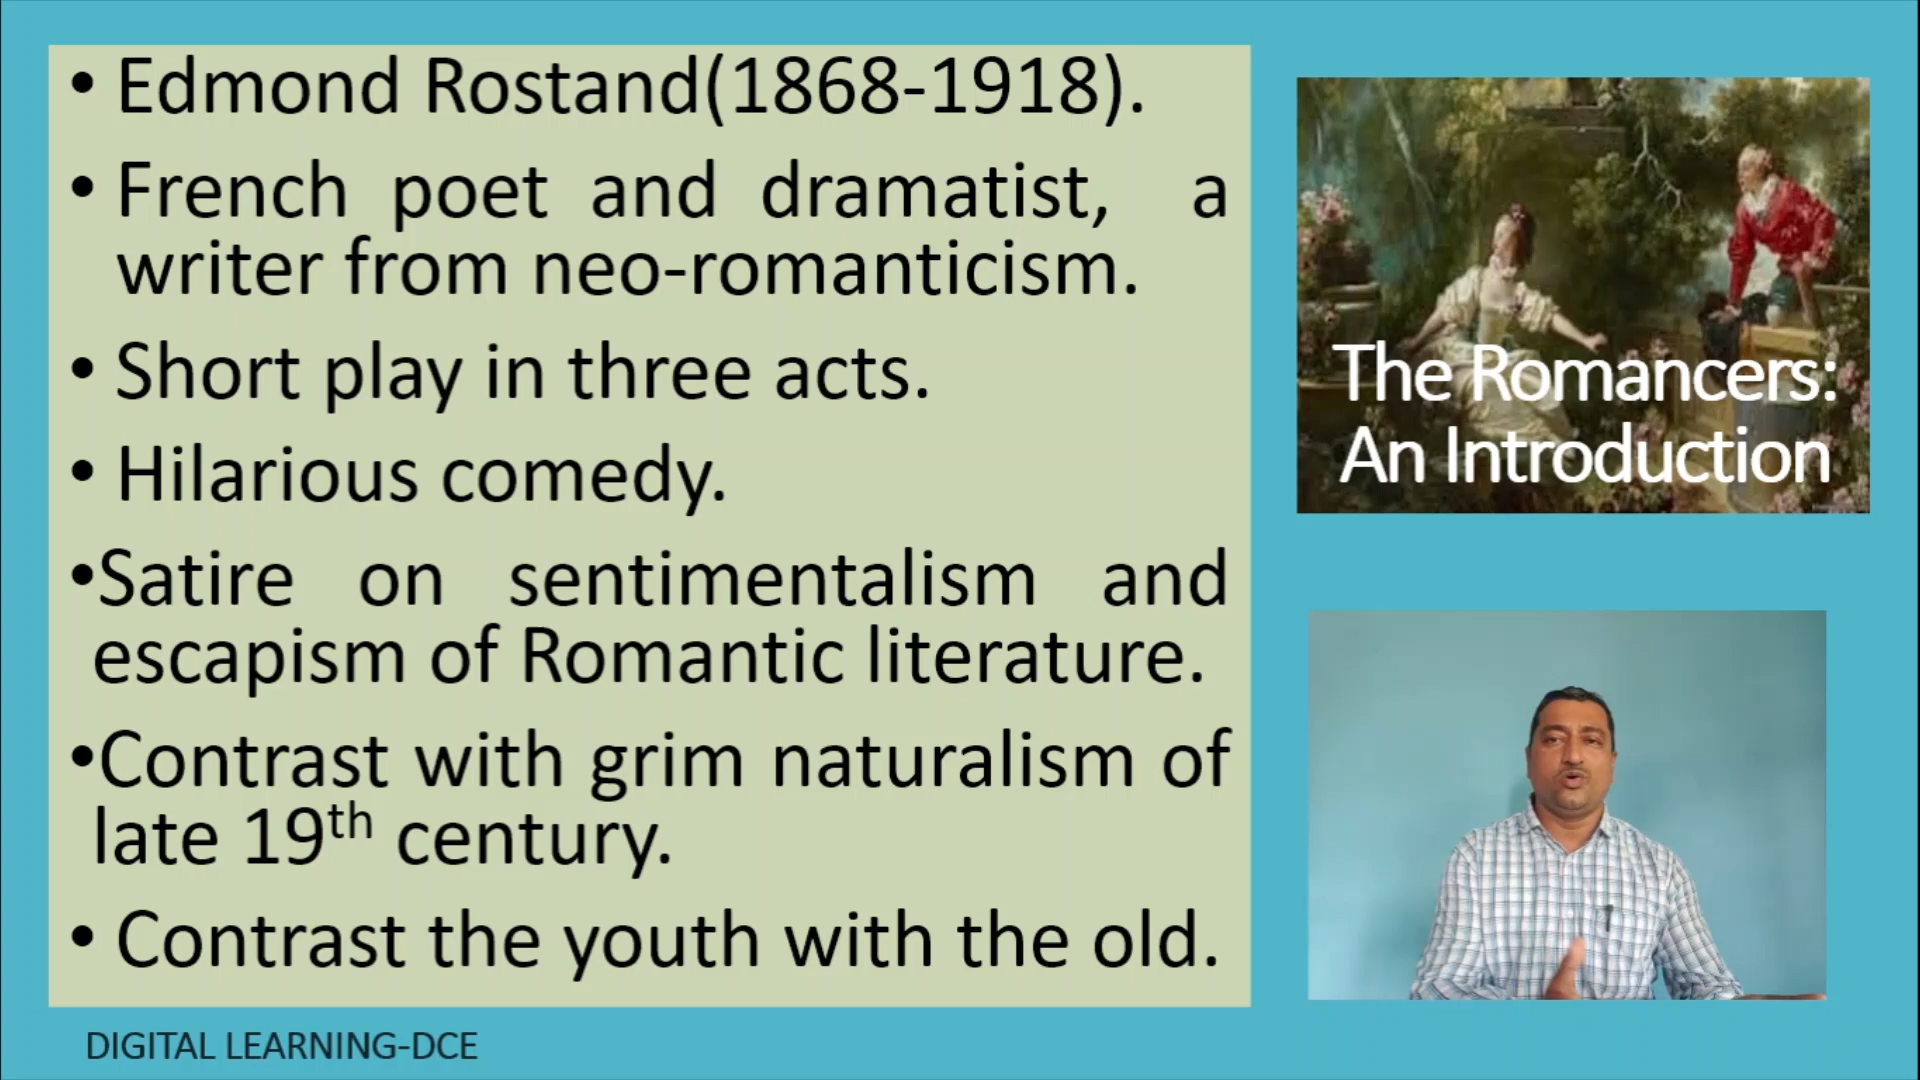 • Edmond Rostand(1868-1918).
• French poet and dramatist, a
writer from neo-romanticism.
• Short play in three acts.
• Hilarious comedy.
•Satire on sentimentalism and
escapism of Romantic literature.
•Contrast with grim naturalism of
late 19th century.
• Contrast the youth with the old.
The Romancers:
An Introduction
DIGITAL LEARNING-DCE